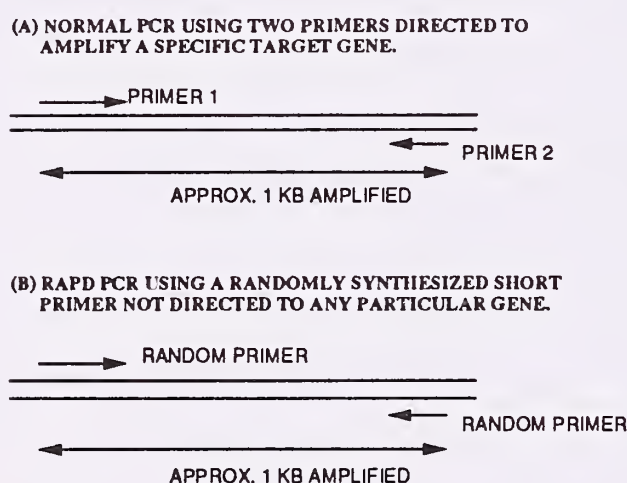 (A) NORMAL PCR USING TWO PRIMERS DIRECTED TO
AMPLIFY A SPECIFIC TARGET GENE.
PRIMER 1
PRIMER 2
APPROX. 1 KB AMPLIFIED
(B) RAPD PCR USING A RANDOMLY SYNTHESIZED SHORT
PRIMER NOT DIRECTED TO ANY PARTICULAR GENE.
RANDOM PRIMER
RANDOM PRIMER
APPROX. 1 KB AMPLIFIED